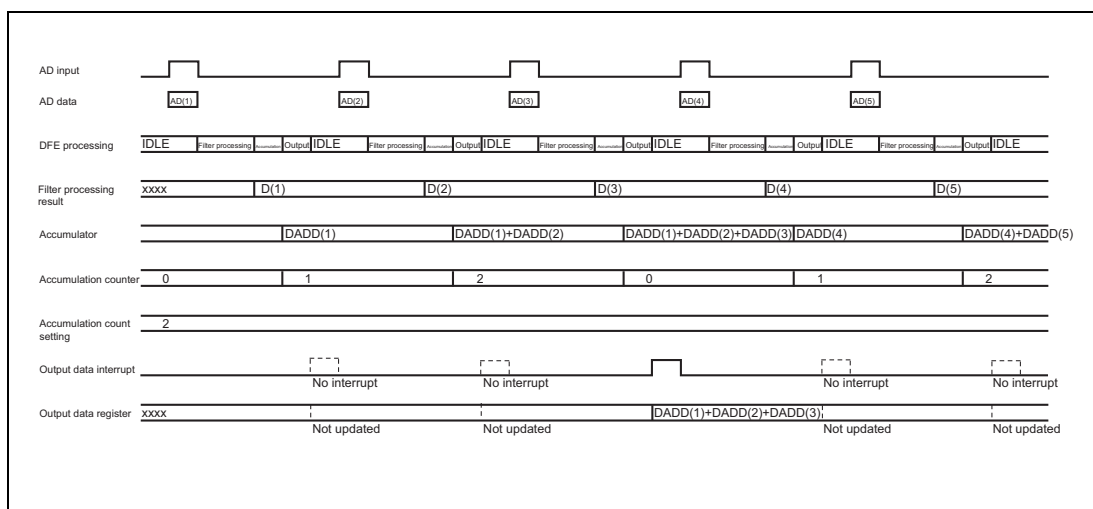 AD input
AD data AD(1) AD(2) AD(3) AD(4) AD(5)
DFE processing IDLE Filter processing Accumulation Output IDLE Filter processing Accumulation Output IDLE Filter processing Accumulation Output IDLE Filter processing Accumulation Output IDLE Filter processing Accumulation Output IDLE
Filter processing result xxxx D(1) D(2) D(3) D(4) D(5)
Accumulator DADD(1) DADD(1)+DADD(2) DADD(1)+DADD(2)+DADD(3) DADD(4) DADD(4)+DADD(5)
Accumulation counter 0 1 2 0 1 2
Accumulation count setting 2
Output data interrupt
No interrupt No interrupt No interrupt No interrupt
Output data register xxxx DADD(1)+DADD(2)+DADD(3)
Not updated Not updated Not updated Not updated